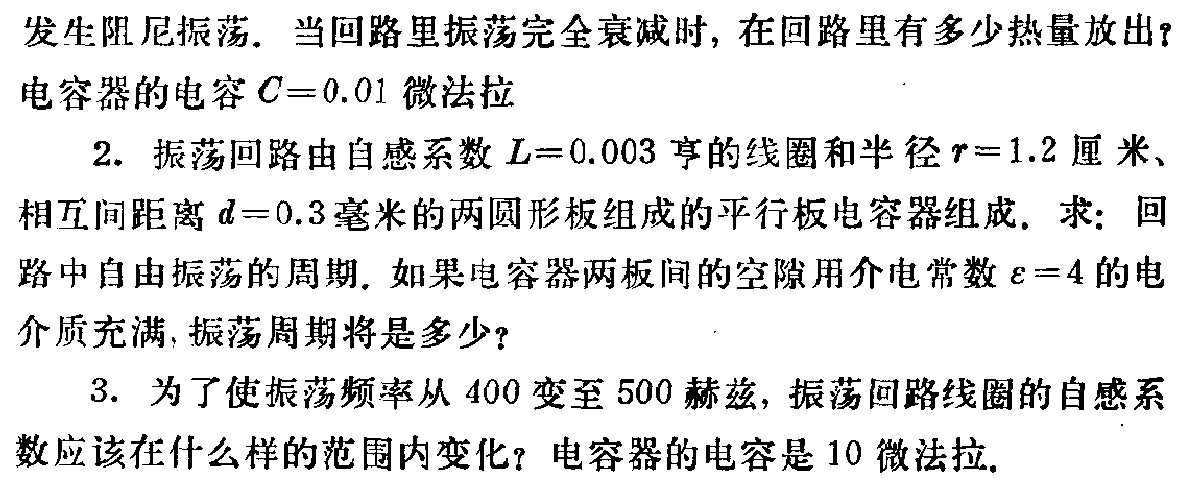 发生阻尼振荡．当回路里振荡完全衰减时，在回路里有多少热量放出？
电容器的电容 C=0.01 微法拉
2．振荡回路由自感系数 L=0.003 亨的线圈和半径 r=1.2 厘米、
相互间距离 d=0.3毫米的两圆形板组成的平行板电容器组成．求：回
路中自由振荡的周期．如果电容器两板间的空隙用介电常数 ε=4 的电
介质充满，振荡周期将是多少？
3．为了使振荡频率从 400 变至 500 赫兹，振荡回路线圈的自感系
数应该在什么样的范围内变化？电容器的电容是 10 微法拉．